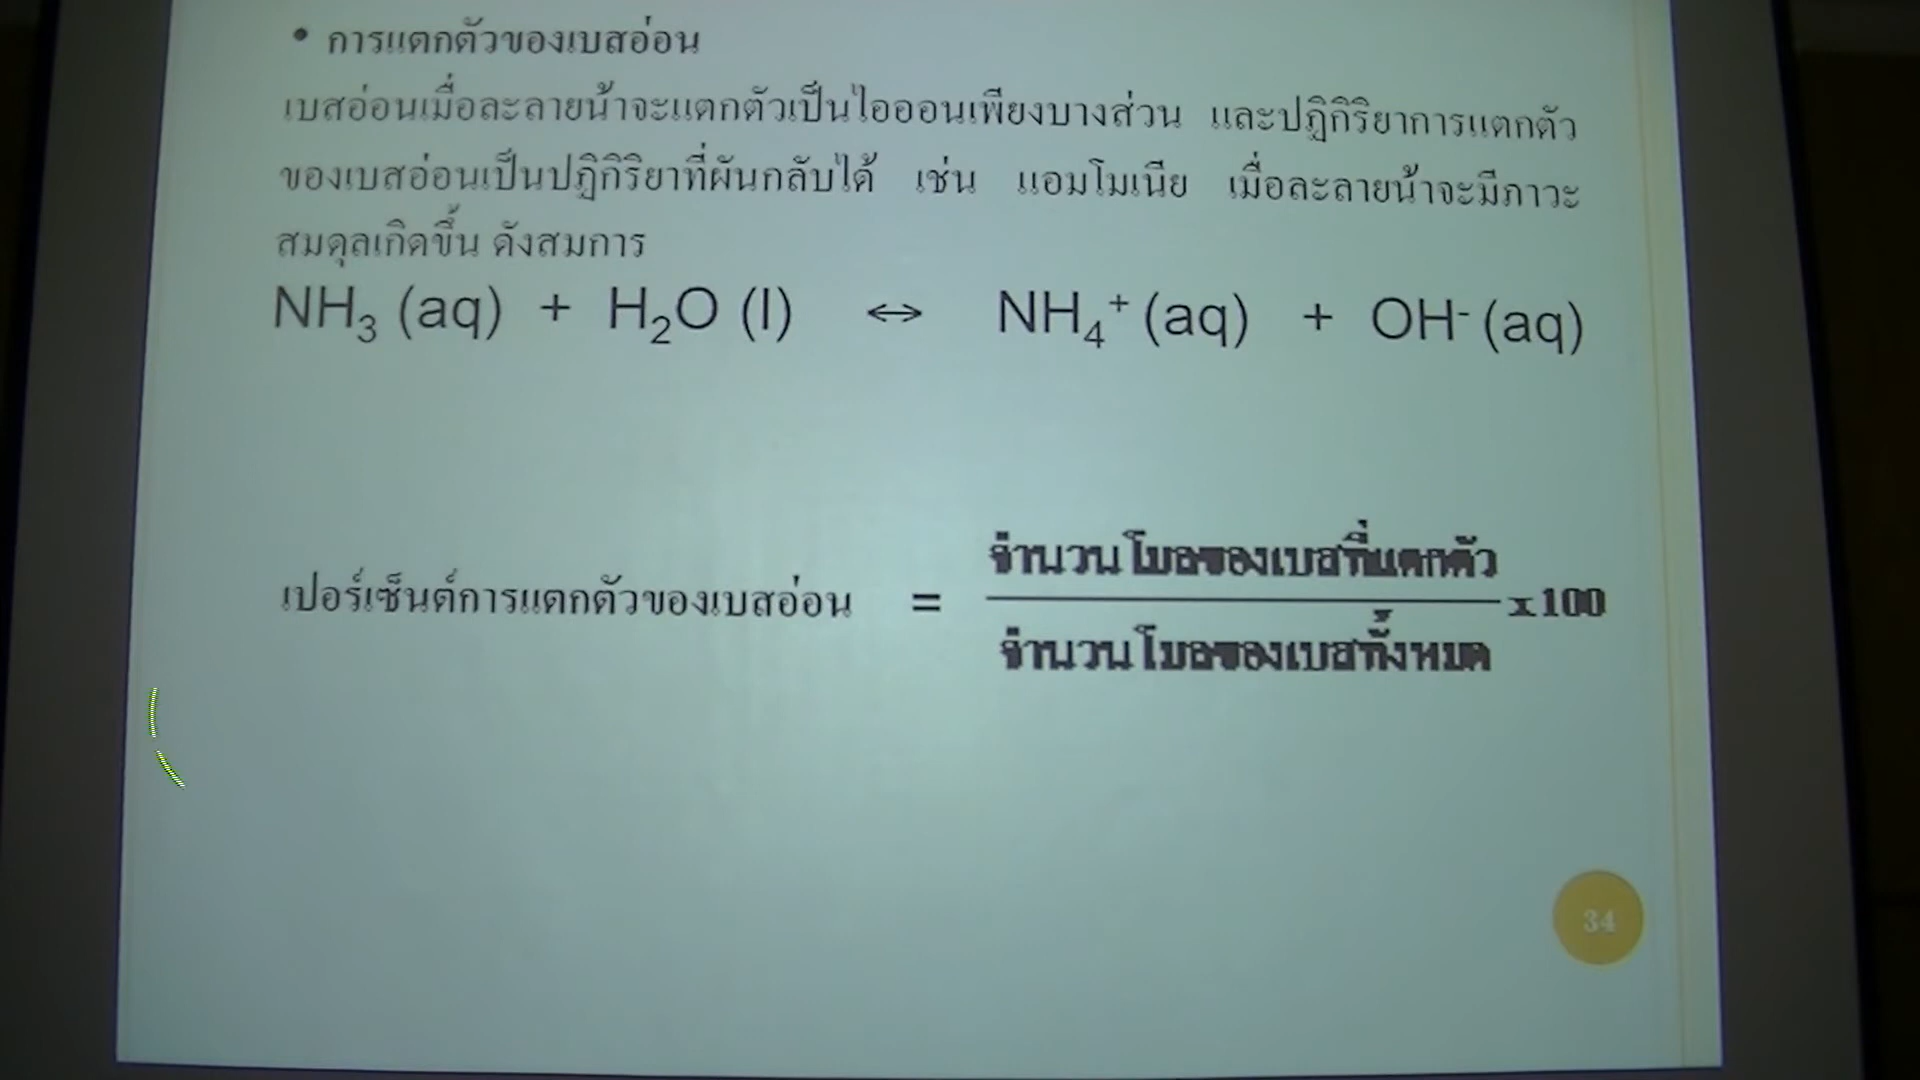 • การแตกตัวของเบสอ่อน
เบสอ่อนเมื่อละลายน้ำจะแตกตัวเป็นไอออนเพียงบางส่วน และปฏิกิริยาการแตกตัว
ของเบสอ่อนเป็นปฏิกิริยาที่ผันกลับได้ เช่น แอมโมเนีย เมื่อละลายน้ำจะมีภาวะ
สมดุลเกิดขึ้น ดังสมการ
NH₃ (aq) + H₂O (l) ↔ NH₄⁺ (aq) + OH⁻ (aq)
จำนวนโมลของเบสที่แตกตัว
เปอร์เซ็นต์การแตกตัวของเบสอ่อน = x100
จำนวนโมลของเบสทั้งหมด
34